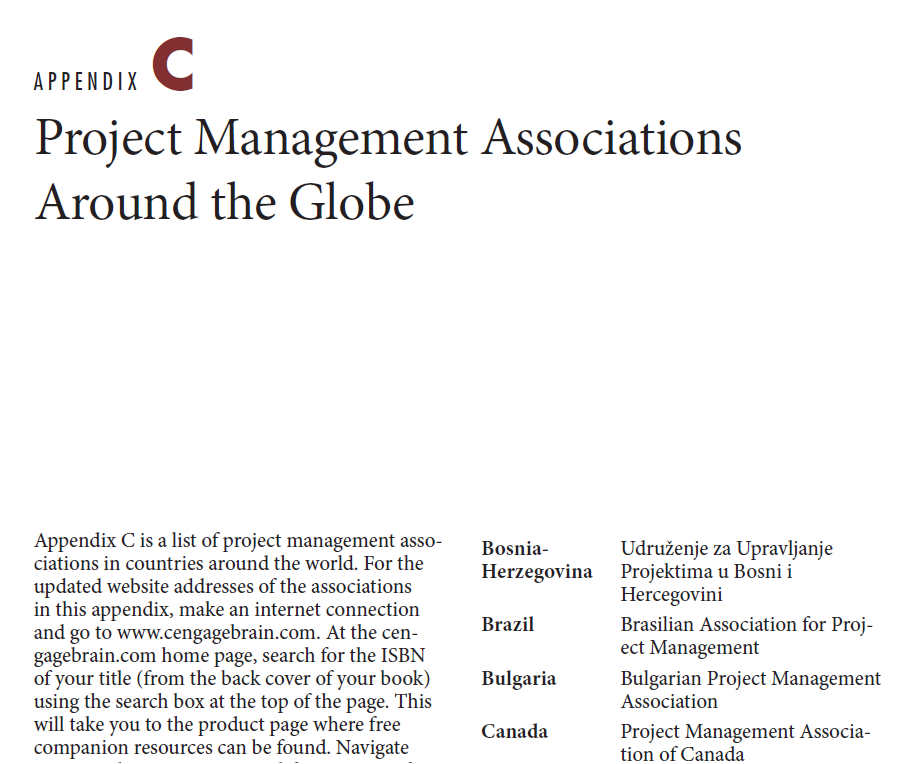 APPENDIX C
Project Management Associations
Around the Globe
Appendix C is a list of project management asso-
ciations in countries around the world. For the
updated website addresses of the associations
in this appendix, make an internet connection
and go to www.cengagebrain.com. At the cen-
gagebrain.com home page, search for the ISBN
of your title (from the back cover of your book)
using the search box at the top of the page. This
will take you to the product page where free
companion resources can be found. Navigate
Bosnia-
Herzegovina
Udruženje za Upravljanje
Projektima u Bosni i
Hercegovini
Brazil
Brasilian Association for Proj-
ect Management
Bulgaria
Bulgarian Project Management
Association
Canada
Project Management Associa-
tion of Canada